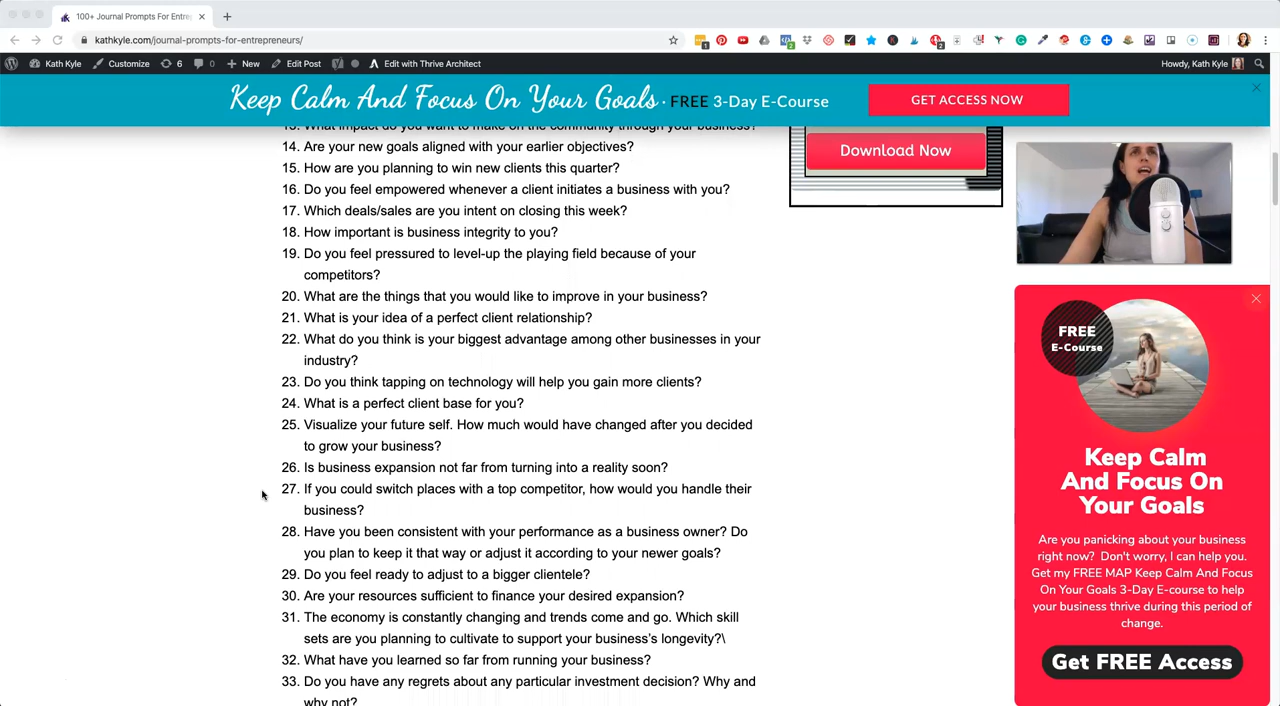 100+ Journal Prompts For Entre
kathkyle.com/journal-prompts-for-entrepreneurs/
Kath Kyle
Customize
6
0
New
Edit Post
Edit with Thrive Architect
Howdy, Kath Kyle
Keep Calm And Focus On Your Goals · FREE 3-Day E-Course
GET ACCESS NOW
13. What impact do you want to make on the community through your business?
14. Are your new goals aligned with your earlier objectives?
15. How are you planning to win new clients this quarter?
16. Do you feel empowered whenever a client initiates a business with you?
17. Which deals/sales are you intent on closing this week?
18. How important is business integrity to you?
19. Do you feel pressured to level-up the playing field because of your
competitors?
20. What are the things that you would like to improve in your business?
21. What is your idea of a perfect client relationship?
22. What do you think is your biggest advantage among other businesses in your
industry?
23. Do you think tapping on technology will help you gain more clients?
24. What is a perfect client base for you?
25. Visualize your future self. How much would have changed after you decided
to grow your business?
26. Is business expansion not far from turning into a reality soon?
27. If you could switch places with a top competitor, how would you handle their
business?
28. Have you been consistent with your performance as a business owner? Do
you plan to keep it that way or adjust it according to your newer goals?
29. Do you feel ready to adjust to a bigger clientele?
30. Are your resources sufficient to finance your desired expansion?
31. The economy is constantly changing and trends come and go. Which skill
sets are you planning to cultivate to support your business's longevity?\
32. What have you learned so far from running your business?
33. Do you have any regrets about any particular investment decision? Why and
why not?
Download Now
FREE
E-Course
Keep Calm
And Focus On
Your Goals
Are you panicking about your business
right now? Don't worry, I can help you.
Get my FREE MAP Keep Calm And Focus
On Your Goals 3-Day E-course to help
your business thrive during this period of
change.
Get FREE Access